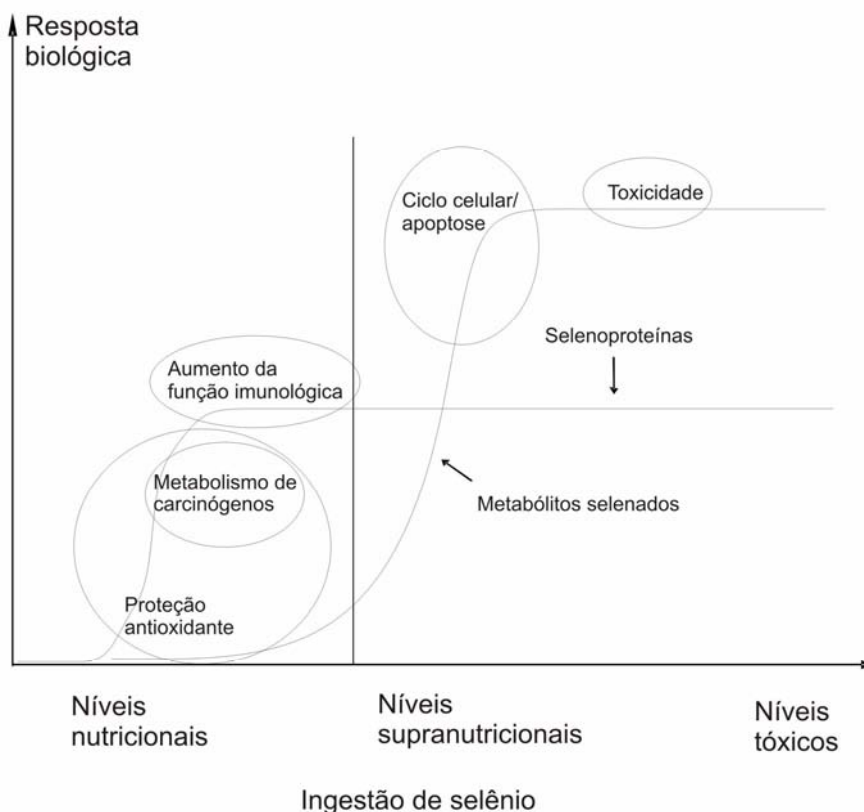 Resposta
biológica
Ciclo celular/
apoptose
Toxicidade
Selenoproteínas
Aumento da
função imunológica
Metabolismo de
carcinógenos
Metabólitos selenados
Proteção
antioxidante
Níveis
nutricionais
Níveis
supranutricionais
Níveis
tóxicos
Ingestão de selênio